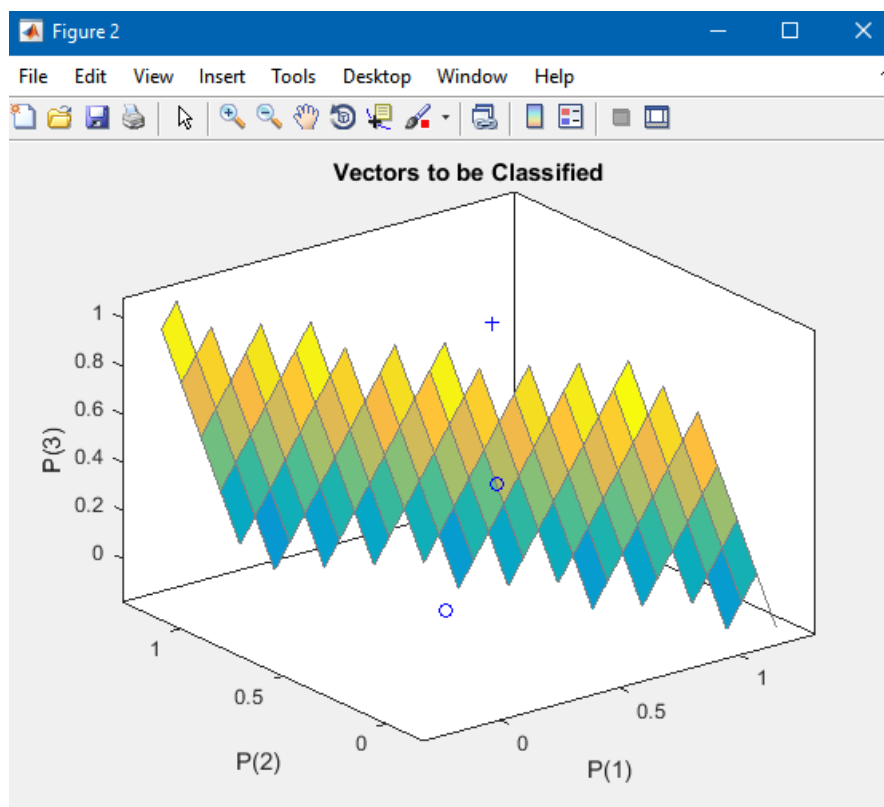 Figure 2
File Edit View Insert Tools Desktop Window Help
Vectors to be Classified
1
0.8
0.6
0.4
0.2
0
P(3)
1
0.5
0
P(2)
0
0.5
1
P(1)